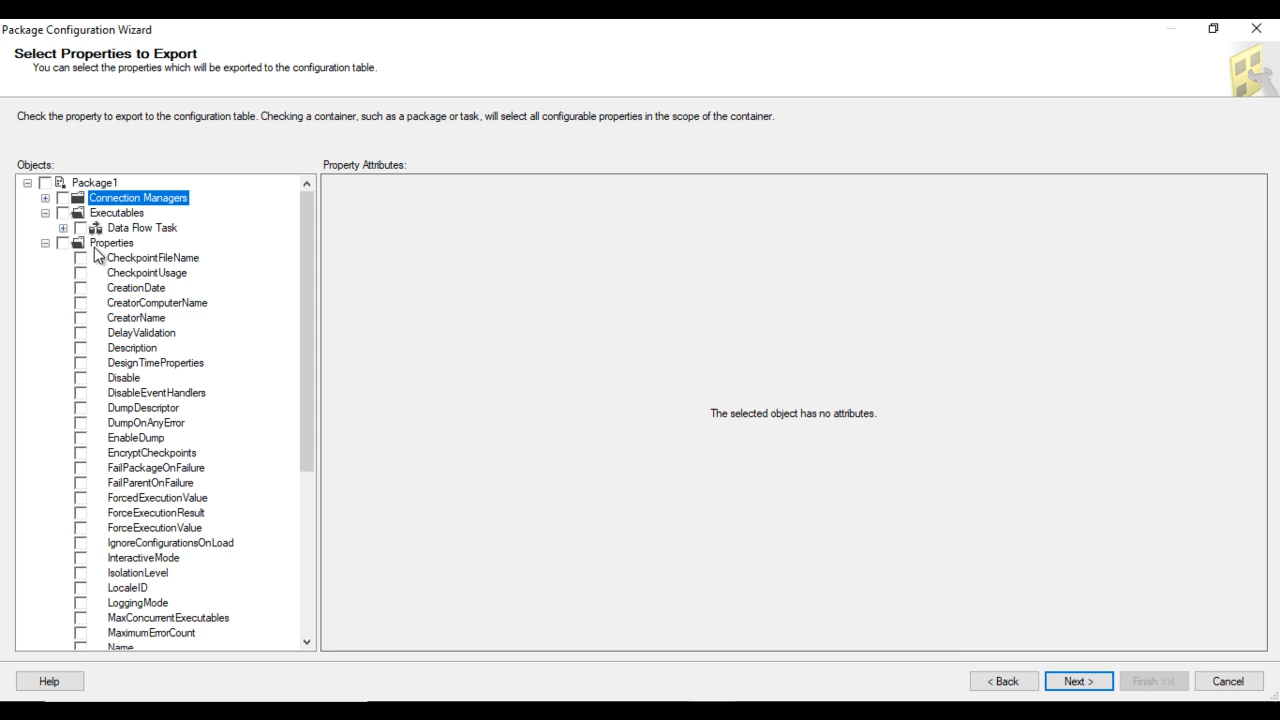 Package Configuration Wizard
Select Properties to Export
You can select the properties which will be exported to the configuration table.
Check the property to export to the configuration table. Checking a container, such as a package or task, will select all configurable properties in the scope of the container.
Objects:
Property Attributes:
Package1
Connection Managers
Executables
Data Flow Task
Properties
CheckpointFileName
CheckpointUsage
CreationDate
CreatorComputerName
CreatorName
DelayValidation
Description
DesignTimeProperties
Disable
DisableEventHandlers
DumpDescriptor
DumpOnAnyError
EnableDump
EncryptCheckpoints
FailPackageOnFailure
FailParentOnFailure
ForcedExecutionValue
ForceExecutionResult
ForceExecutionValue
IgnoreConfigurationsOnLoad
InteractiveMode
IsolationLevel
LocaleID
LoggingMode
MaxConcurrentExecutables
MaximumErrorCount
Name
The selected object has no attributes.
Help
< Back
Next >
Finish >>|
Cancel